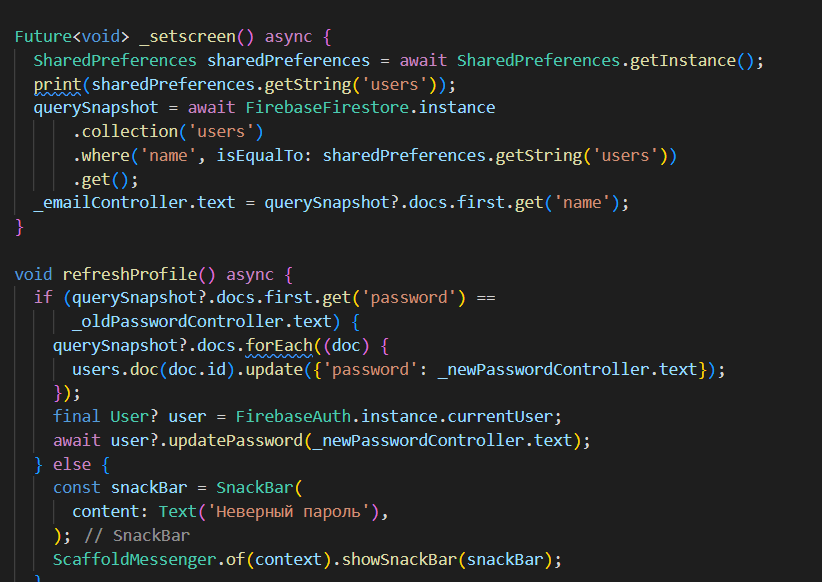 Future<void> _setscreen() async {
SharedPreferences sharedPreferences = await SharedPreferences.getInstance();
print(sharedPreferences.getString('users'));
querySnapshot = await FirebaseFirestore.instance
.collection('users')
.where('name', isEqualTo: sharedPreferences.getString('users'))
.get();
_emailController.text = querySnapshot?.docs.first.get('name');
}
void refreshProfile() async {
if (querySnapshot?.docs.first.get('password') ==
_oldPasswordController.text) {
querySnapshot?.docs.forEach((doc) {
users.doc(doc.id).update({'password': _newPasswordController.text});
});
final User? user = FirebaseAuth.instance.currentUser;
await user?.updatePassword(_newPasswordController.text);
} else {
const snackBar = SnackBar(
content: Text('Неверный пароль'),
); // SnackBar
ScaffoldMessenger.of(context).showSnackBar(snackBar);
}